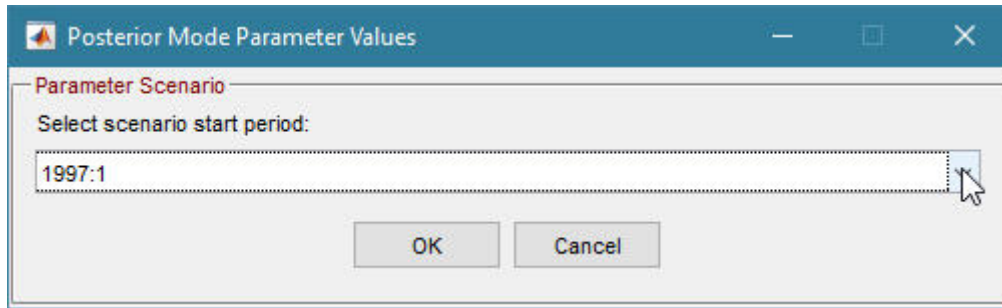 Posterior Mode Parameter Values
Parameter Scenario
Select scenario start period:
1997:1
OK Cancel